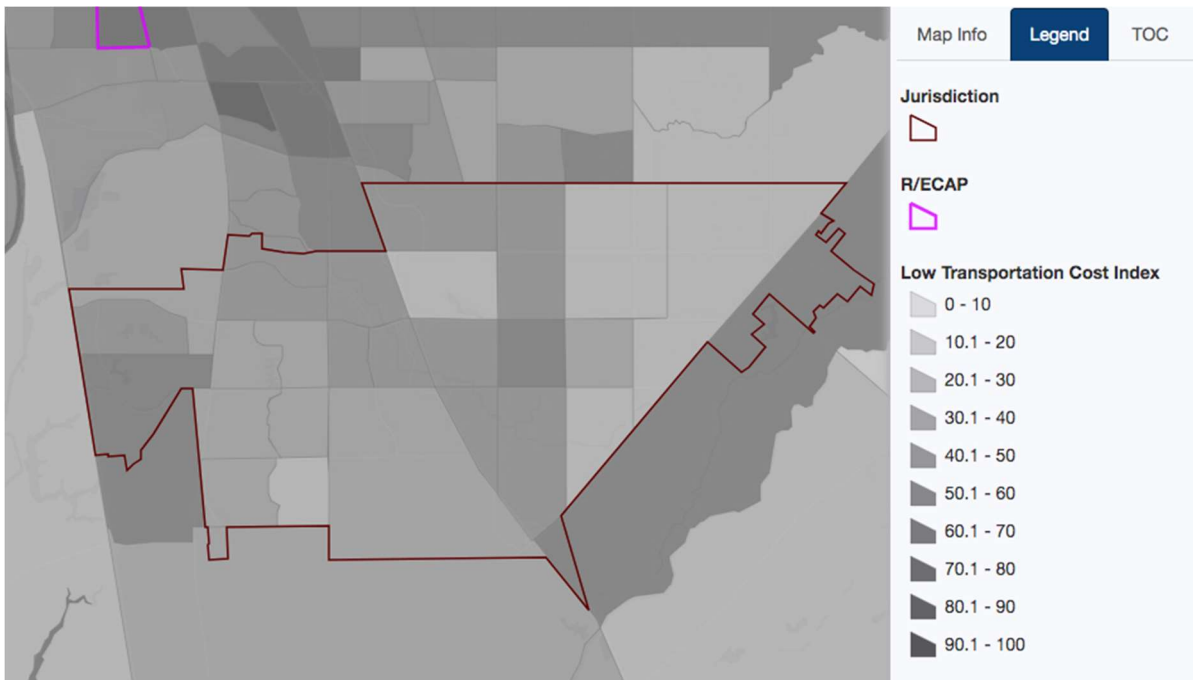 Map Info
Legend
TOC
Jurisdiction
R/ECAP
Low Transportation Cost Index
0 - 10
10.1 - 20
20.1 - 30
30.1 - 40
40.1 - 50
50.1 - 60
60.1 - 70
70.1 - 80
80.1 - 90
90.1 - 100